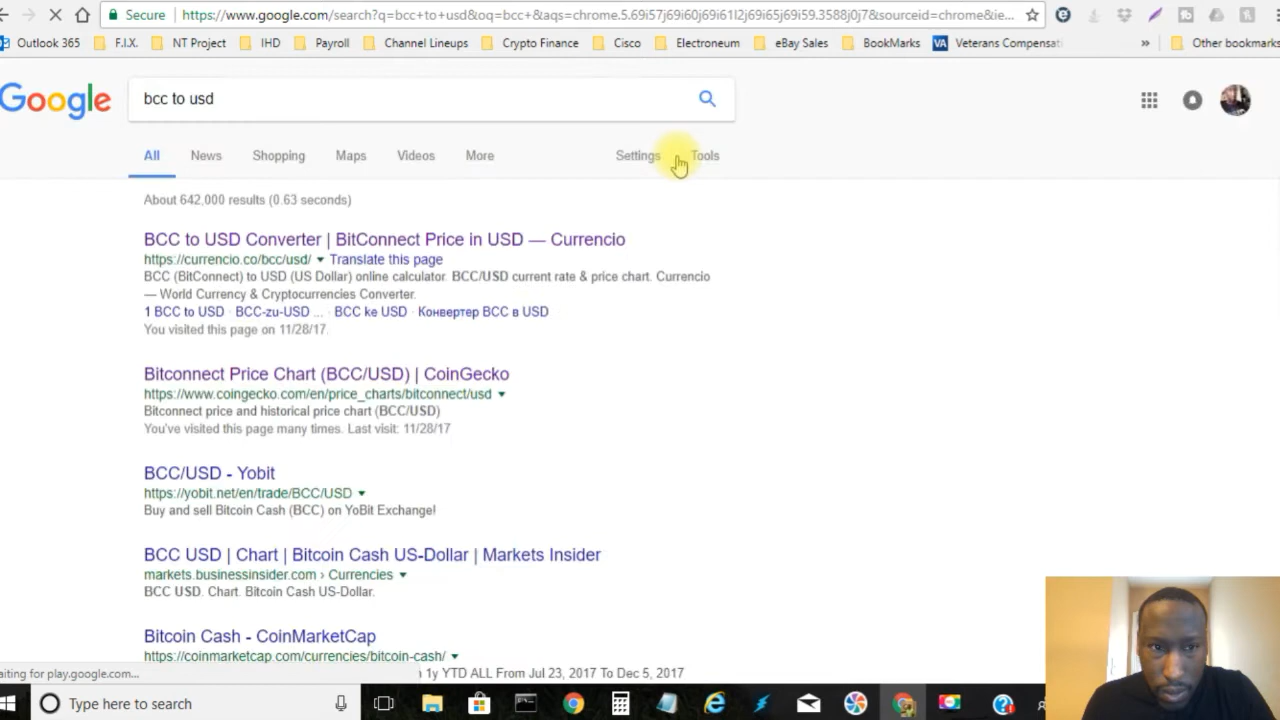 Secure https://www.google.com/search?q=bcc+to+usd&oq=bcc+&aqs=chrome.5.69i57j69i60j69i61l2j69i65j69i59.3588j0j7&sourceid=chrome&ie...
Outlook 365 F.I.X. NT Project IHD Payroll Channel Lineups Crypto Finance Cisco Electroneum eBay Sales BookMarks VA Veterans Compensati » Other bookmarks
Google bcc to usd
All News Shopping Maps Videos More Settings Tools
About 642,000 results (0.63 seconds)
BCC to USD Converter | BitConnect Price in USD — Currencio
https://currencio.co/bcc/usd/ Translate this page
BCC (BitConnect) to USD (US Dollar) online calculator. BCC/USD current rate & price chart. Currencio
— World Currency & Cryptocurrencies Converter.
1 BCC to USD · BCC-zu-USD ... · BCC ke USD · Конвертер BCC в USD
You visited this page on 11/28/17.
Bitconnect Price Chart (BCC/USD) | CoinGecko
https://www.coingecko.com/en/price_charts/bitconnect/usd
Bitconnect price and historical price chart (BCC/USD)
You've visited this page many times. Last visit: 11/28/17
BCC/USD - Yobit
https://yobit.net/en/trade/BCC/USD
Buy and sell Bitcoin Cash (BCC) on YoBit Exchange!
BCC USD | Chart | Bitcoin Cash US-Dollar | Markets Insider
markets.businessinsider.com › Currencies
BCC USD. Chart. Bitcoin Cash US-Dollar.
Bitcoin Cash - CoinMarketCap
https://coinmarketcap.com/currencies/bitcoin-cash/
aiting for play.google.com... 1y YTD ALL From Jul 23, 2017 To Dec 5, 2017
Type here to search